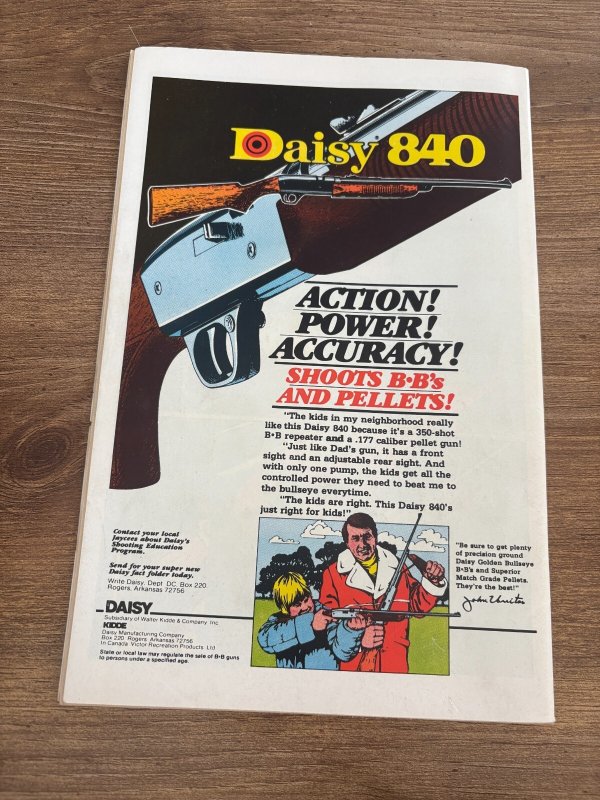 Daisy 840
ACTION!
POWER!
ACCURACY!
SHOOTS B•B's
AND PELLETS!
"The kids in my neighborhood really
like this Daisy 840 because it's a 350-shot
B•B repeater and a .177 caliber pellet gun!
"Just like Dad's gun, it has a front
sight and an adjustable rear sight. And
with only one pump, the kids get all the
controlled power they need to beat me to
the bullseye everytime.
"The kids are right. This Daisy 840's
just right for kids!"
"Be sure to get plenty
of precision ground
Daisy Golden Bullseye
B•B's and Superior
Match Grade Pellets.
They're the best!"
John Unitas
Contact your local
Jaycees about Daisy's
Shooting Education
Program.
Send for your super new
Daisy fact folder today.
Write Daisy, Dept. DC, Box 220
Rogers, Arkansas 72756
DAISY
Subsidiary of Walter Kidde & Company, Inc.
KIDDE
Daisy Manufacturing Company
Box 220, Rogers, Arkansas 72756
In Canada: Victor Recreation Products, Ltd.
State or local law may regulate the sale of B•B guns
to persons under a specified age.